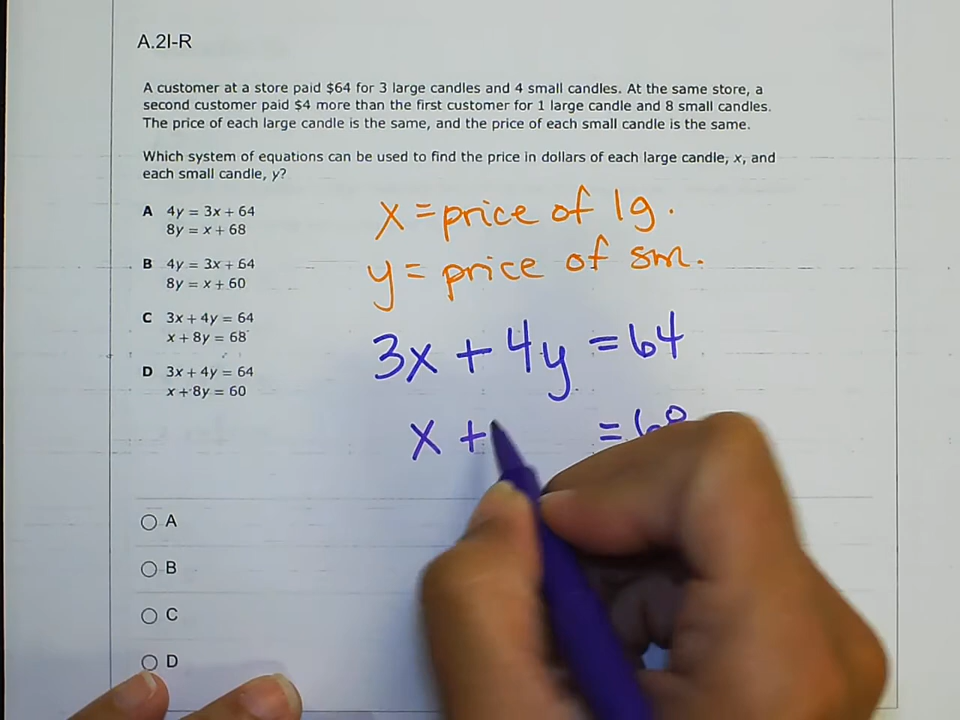 A.2I-R
A customer at a store paid $64 for 3 large candles and 4 small candles. At the same store, a
second customer paid $4 more than the first customer for 1 large candle and 8 small candles.
The price of each large candle is the same, and the price of each small candle is the same.
Which system of equations can be used to find the price in dollars of each large candle, x, and
each small candle, y?
A 4y = 3x + 64
8y = x + 68
B 4y = 3x + 64
8y = x + 60
C 3x + 4y = 64
x + 8y = 68
D 3x + 4y = 64
x + 8y = 60
x = price of lg.
y = price of sm.
3x + 4y = 64
x + = 68
A
B
C
D